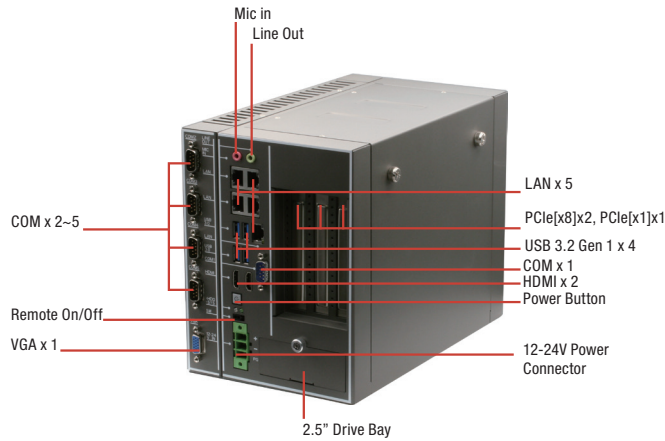 Mic in
Line Out
LAN x 5
PCIe[x8]x2, PCIe[x1]x1
COM x 2~5
USB 3.2 Gen 1 x 4
COM x 1
HDMI x 2
Power Button
Remote On/Off
VGA x 1
12-24V Power
Connector
2.5” Drive Bay